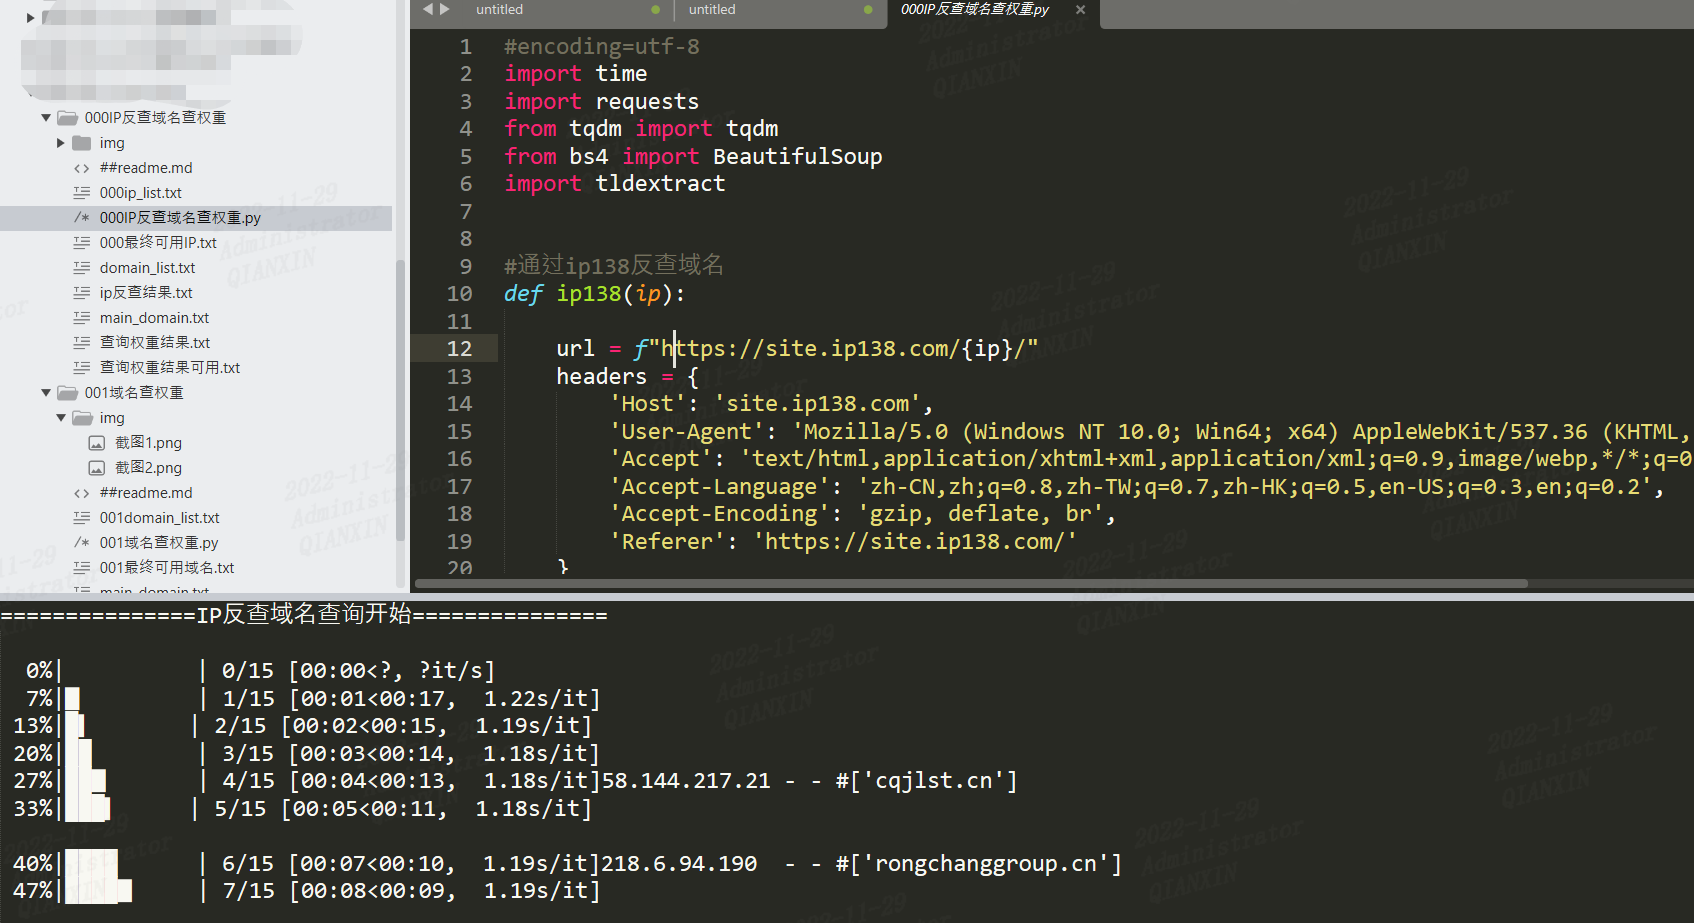 untitled
untitled
000IP反查域名查权重.py
000IP反查域名查权重
img
##readme.md
000ip_list.txt
000IP反查域名查权重.py
000最终可用IP.txt
domain_list.txt
ip反查结果.txt
main_domain.txt
查询权重结果.txt
查询权重结果可用.txt
001域名查权重
img
截图1.png
截图2.png
##readme.md
001domain_list.txt
001域名查权重.py
001最终可用域名.txt
main_domain.txt
1 #encoding=utf-8
2 import time
3 import requests
4 from tqdm import tqdm
5 from bs4 import BeautifulSoup
6 import tldextract
7
8
9 #通过ip138反查域名
10 def ip138(ip):
11
12 url = f"https://site.ip138.com/{ip}/"
13 headers = {
14 'Host': 'site.ip138.com',
15 'User-Agent': 'Mozilla/5.0 (Windows NT 10.0; Win64; x64) AppleWebKit/537.36 (KHTML,
16 'Accept': 'text/html,application/xhtml+xml,application/xml;q=0.9,image/webp,*/*;q=0
17 'Accept-Language': 'zh-CN,zh;q=0.8,zh-TW;q=0.7,zh-HK;q=0.5,en-US;q=0.3,en;q=0.2',
18 'Accept-Encoding': 'gzip, deflate, br',
19 'Referer': 'https://site.ip138.com/'
20 }
===============IP反查域名查询开始===============
0%| | 0/15 [00:00<?, ?it/s]
7%|█ | 1/15 [00:01<00:17, 1.22s/it]
13%|█ | 2/15 [00:02<00:15, 1.19s/it]
20%|██ | 3/15 [00:03<00:14, 1.18s/it]
27%|███ | 4/15 [00:04<00:13, 1.18s/it]58.144.217.21 - - #['cqjlst.cn']
33%|███ | 5/15 [00:05<00:11, 1.18s/it]
40%|████ | 6/15 [00:07<00:10, 1.19s/it]218.6.94.190 - - #['rongchanggroup.cn']
47%|█████ | 7/15 [00:08<00:09, 1.19s/it]
2022-11-29
Administrator
QIANXIN